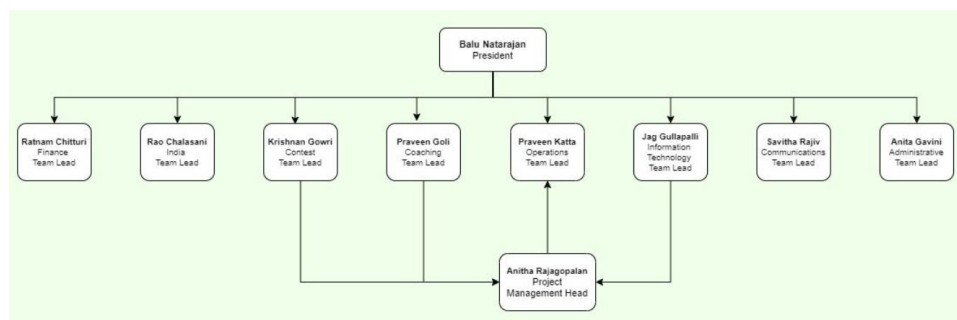 Balu Natarajan
President
Ratnam Chitturi
Finance
Team Lead
Rao Chalasani
India
Team Lead
Krishnan Gowri
Contest
Team Lead
Praveen Goli
Coaching
Team Lead
Praveen Katta
Operations
Team Lead
Jag Gullapalli
Information
Technology
Team Lead
Savitha Rajiv
Communications
Team Lead
Anita Gavini
Administrative
Team Lead
Anitha Rajagopalan
Project
Management Head